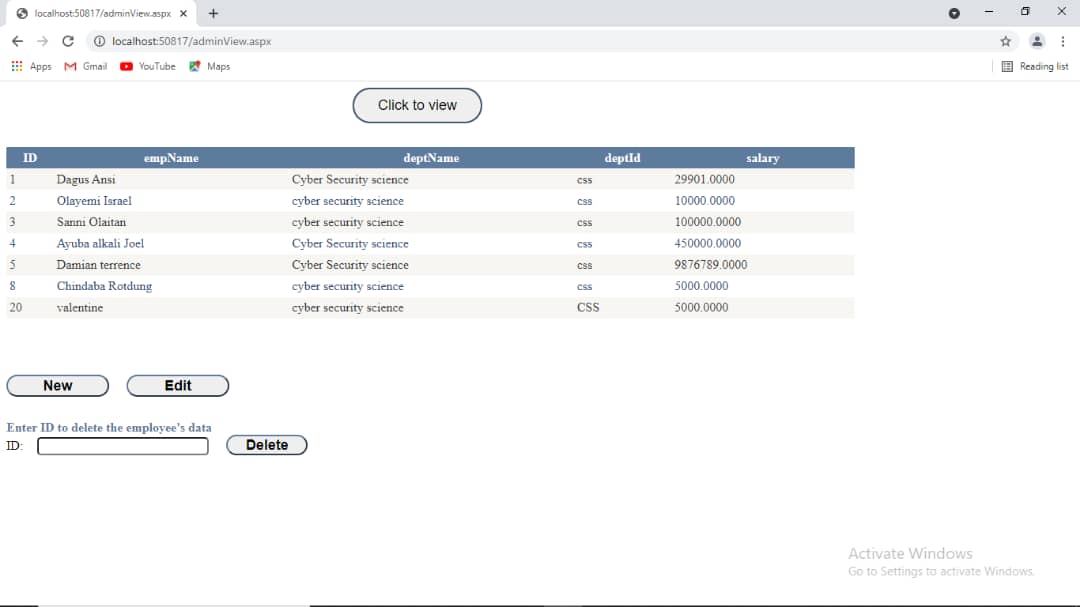 localhost:50817/adminView.aspx
localhost:50817/adminView.aspx
Apps Gmail YouTube Maps Reading list
Click to view
ID empName deptName deptId salary
1 Dagus Ansi Cyber Security science css 29901.0000
2 Olayemi Israel cyber security science css 10000.0000
3 Sanni Olaitan cyber security science css 100000.0000
4 Ayuba alkali Joel Cyber Security science css 450000.0000
5 Damian terrence Cyber Security science css 9876789.0000
8 Chindaba Rotdung cyber security science css 5000.0000
20 valentine cyber security science CSS 5000.0000
New Edit
Enter ID to delete the employee's data
ID: Delete
Activate Windows
Go to Settings to activate Windows.